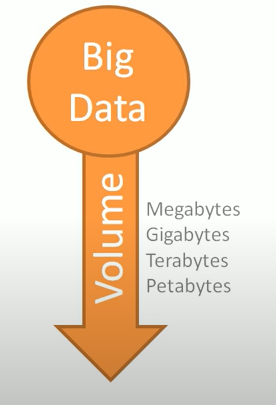 Big
Data
Volume
Megabytes
Gigabytes
Terabytes
Petabytes